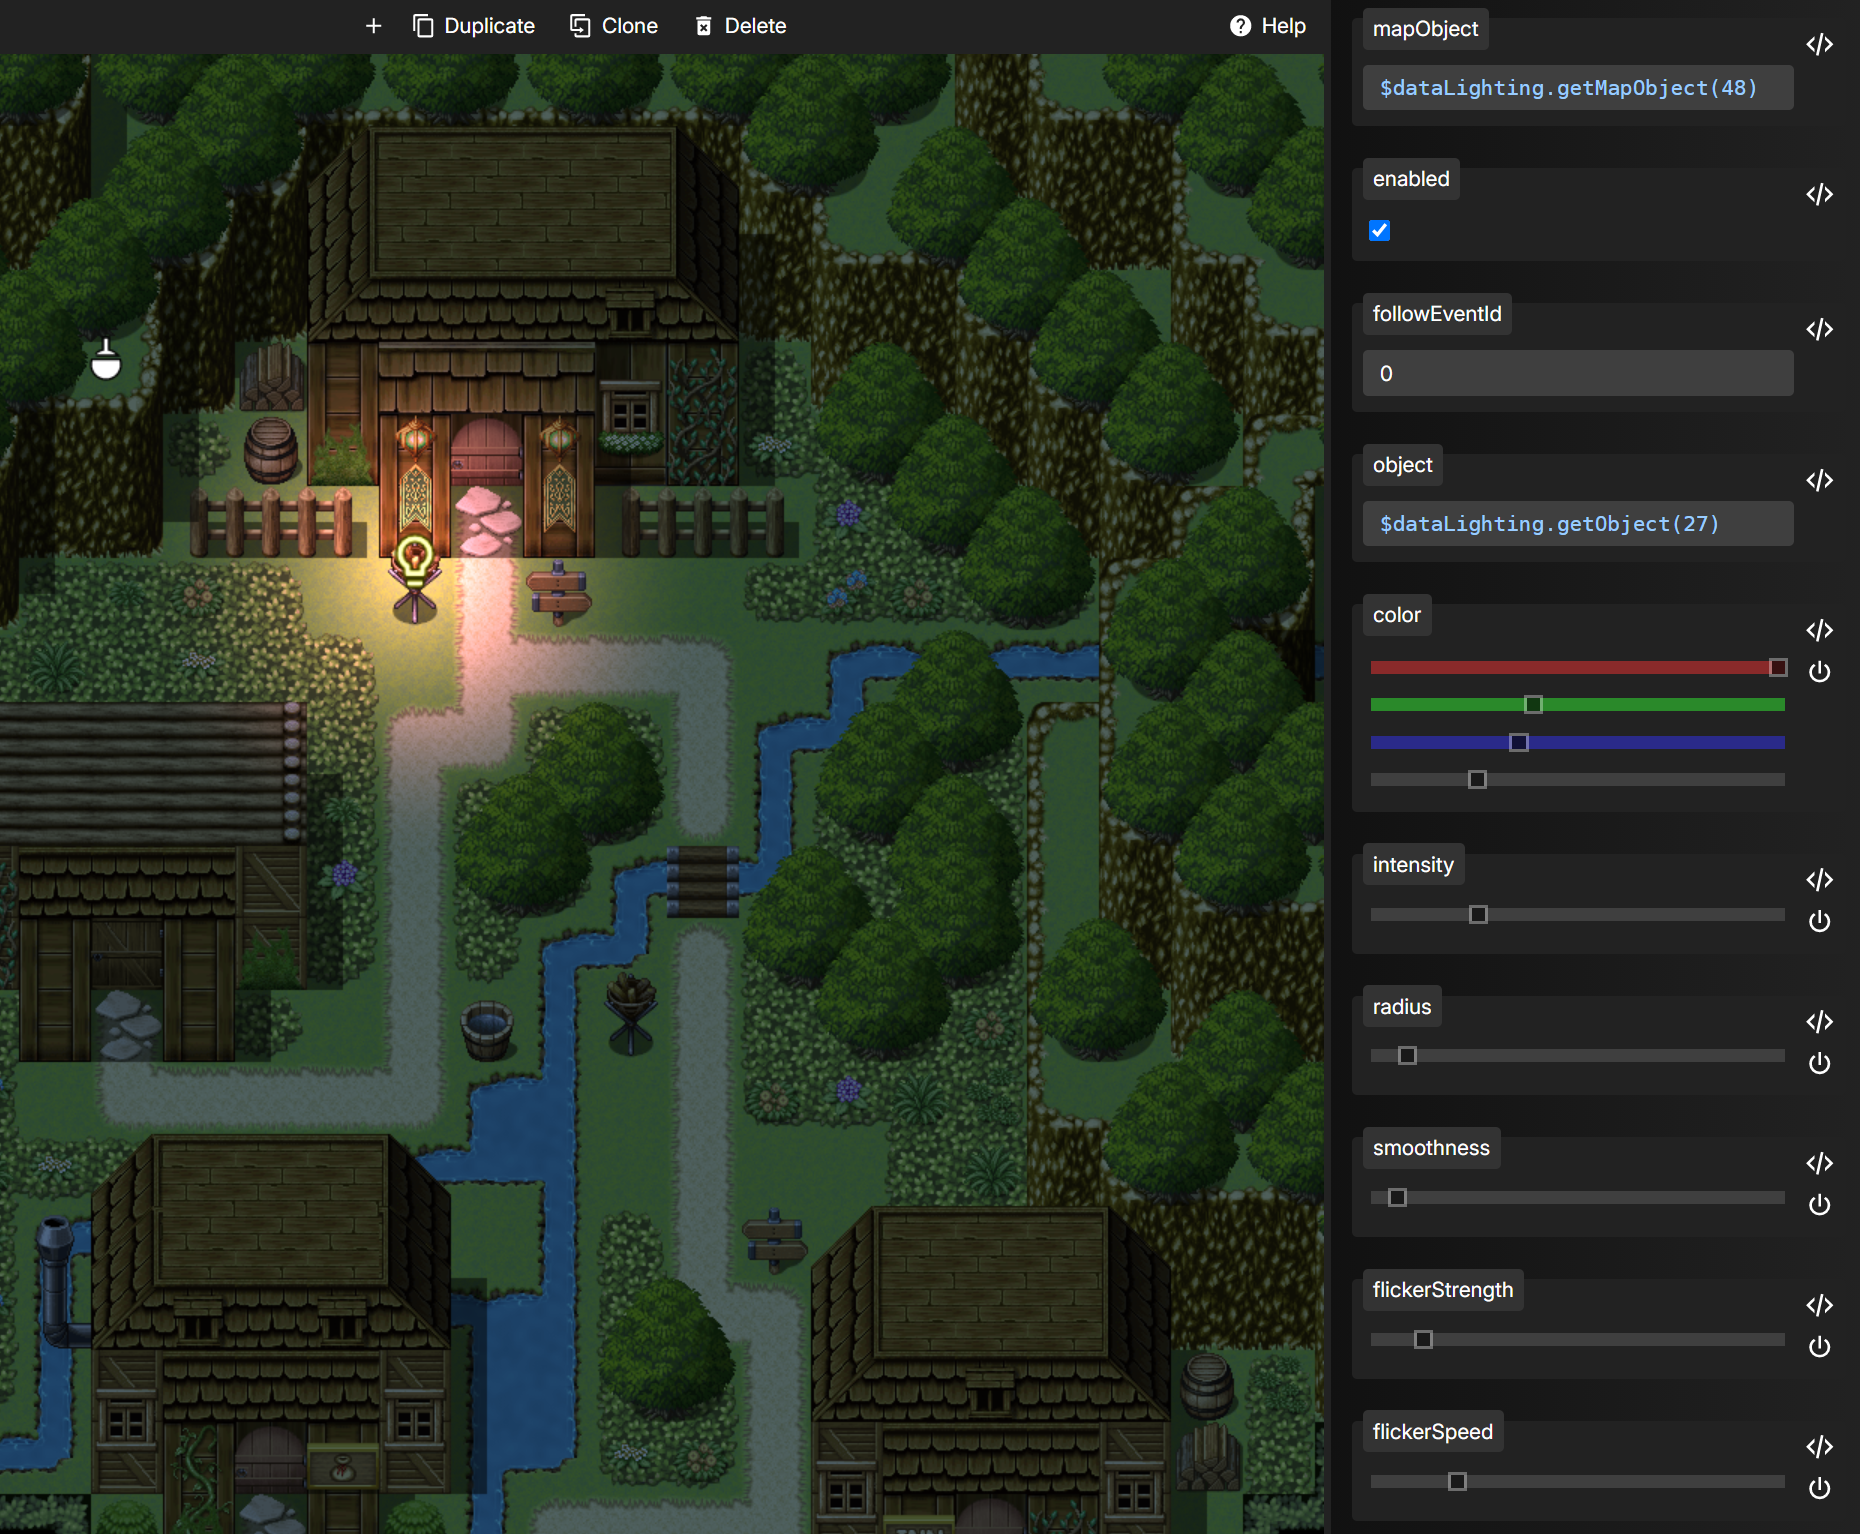 + Duplicate Clone Delete Help
mapObject
$dataLighting.getMapObject(48)
enabled
followEventId
0
object
$dataLighting.getObject(27)
color
intensity
radius
smoothness
flickerStrength
flickerSpeed
INN